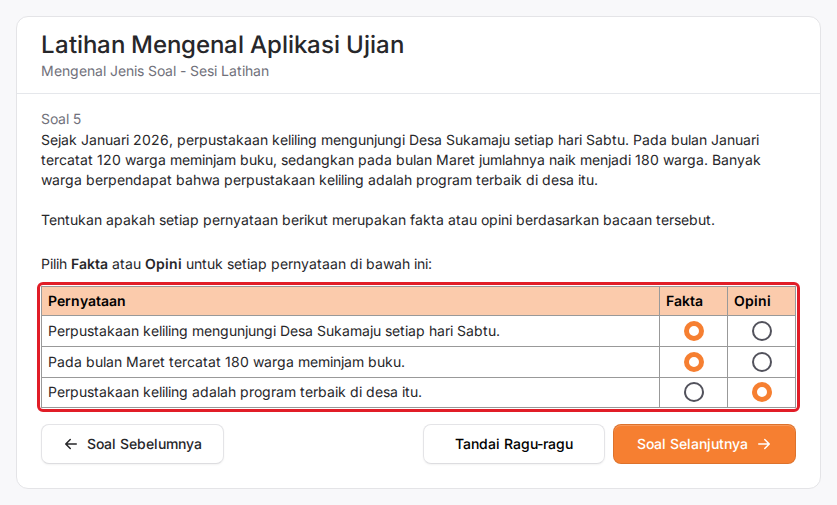 Latihan Mengenal Aplikasi Ujian
Mengenal Jenis Soal - Sesi Latihan
Soal 5
Sejak Januari 2026, perpustakaan keliling mengunjungi Desa Sukamaju setiap hari Sabtu. Pada bulan Januari
tercatat 120 warga meminjam buku, sedangkan pada bulan Maret jumlahnya naik menjadi 180 warga. Banyak
warga berpendapat bahwa perpustakaan keliling adalah program terbaik di desa itu.
Tentukan apakah setiap pernyataan berikut merupakan fakta atau opini berdasarkan bacaan tersebut.
Pilih Fakta atau Opini untuk setiap pernyataan di bawah ini:
Pernyataan Fakta Opini
Perpustakaan keliling mengunjungi Desa Sukamaju setiap hari Sabtu.
Pada bulan Maret tercatat 180 warga meminjam buku.
Perpustakaan keliling adalah program terbaik di desa itu.
← Soal Sebelumnya Tandai Ragu-ragu Soal Selanjutnya →